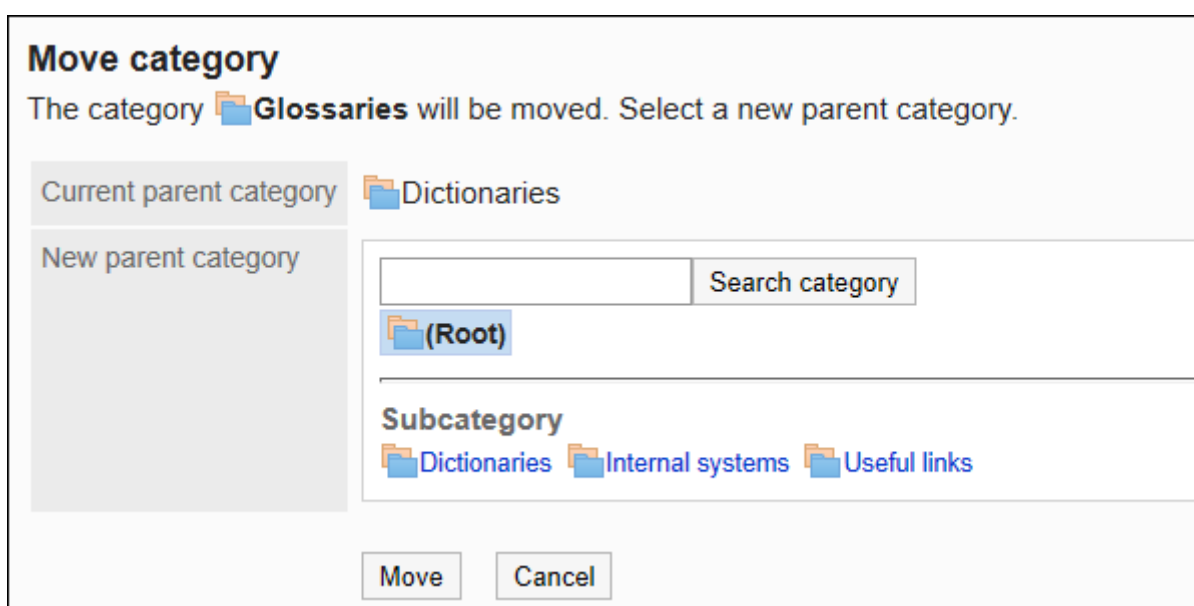 Move category
The category Glossaries will be moved. Select a new parent category.
Current parent category Dictionaries
New parent category
Search category
(Root)
Subcategory
Dictionaries Internal systems Useful links
Move Cancel